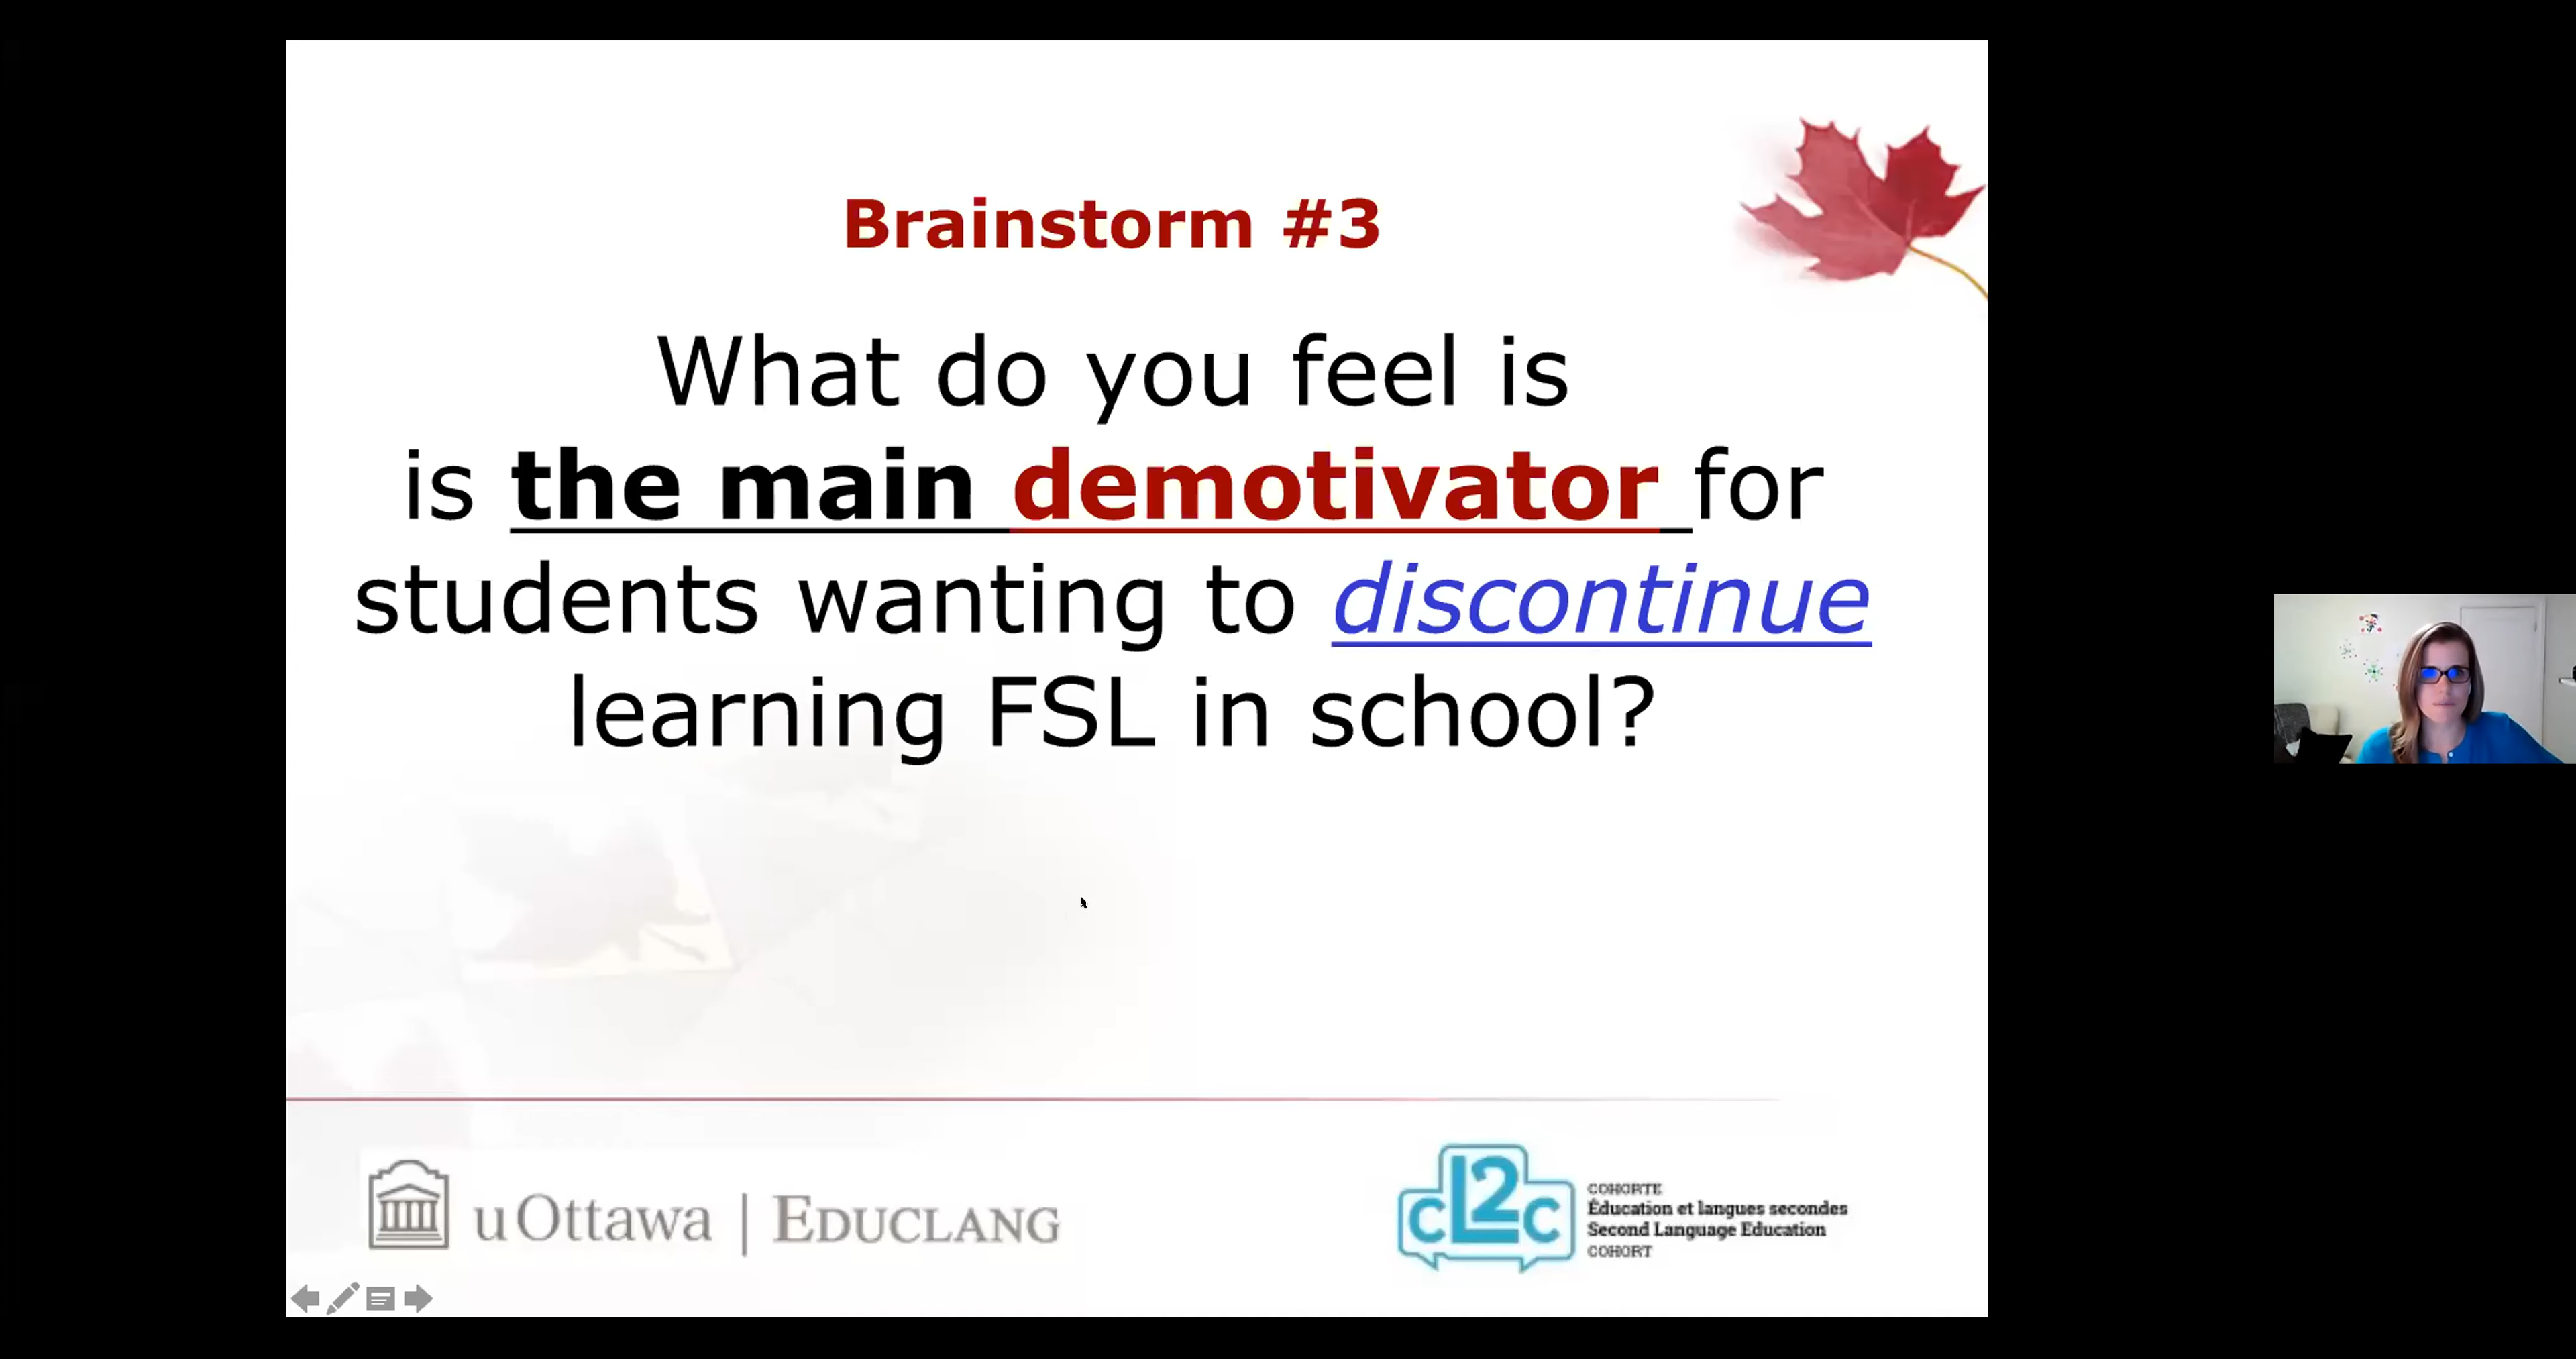 Brainstorm #3
What do you feel is
is the main demotivator for
students wanting to discontinue
learning FSL in school?
uOttawa | EDUCLANG
cL2c
COHORTE
Éducation et langues secondes
Second Language Education
COHORT